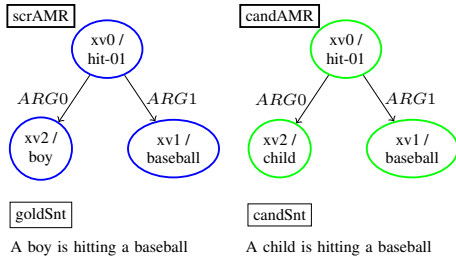 scrAMR
xv0 /
hit-01
ARG0
ARG1
xv2 /
boy
xv1 /
baseball
goldSnt
A boy is hitting a baseball
candAMR
xv0 /
hit-01
ARG0
ARG1
xv2 /
child
xv1 /
baseball
candSnt
A child is hitting a baseball